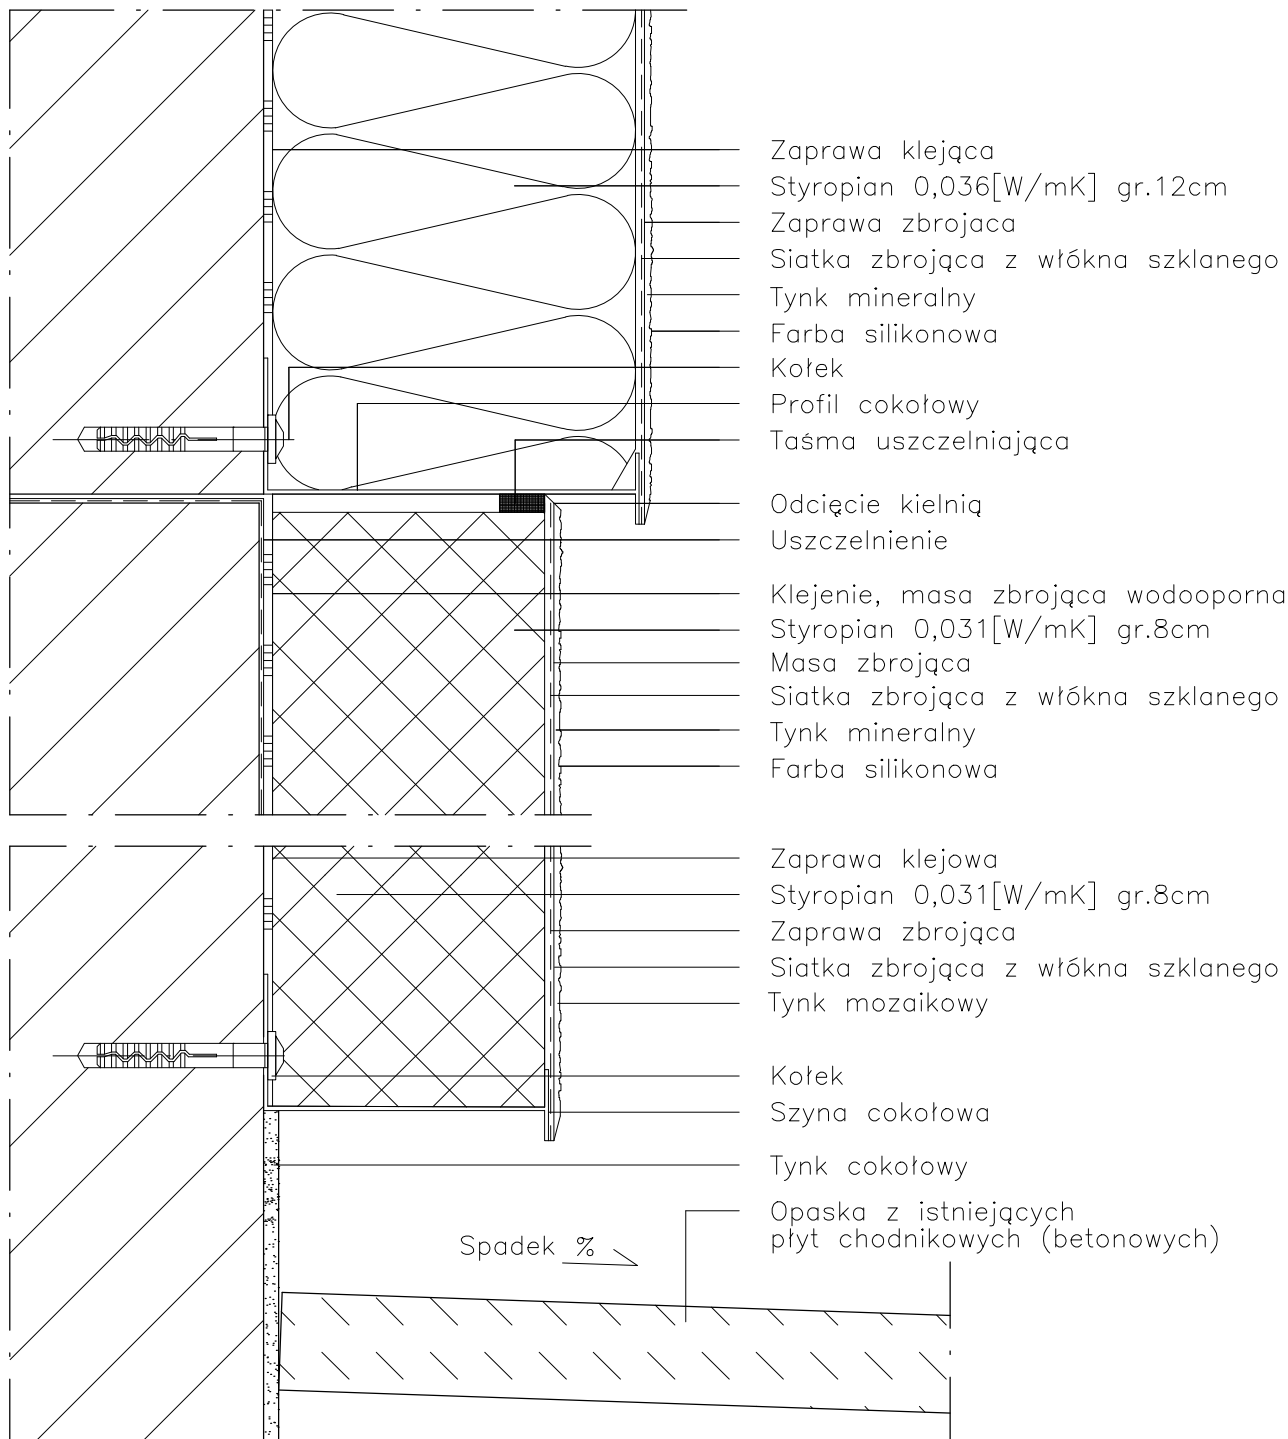 Zaprawa klejąca
Styropian 0,036[W/mK] gr.12cm
Zaprawa zbrojaca
Siatka zbrojąca z włókna szklanego
Tynk mineralny
Farba silikonowa
Kołek
Profil cokołowy
Taśma uszczelniająca
Odcięcie kielnią
Uszczelnienie
Klejenie, masa zbrojąca wodooporna
Styropian 0,031[W/mK] gr.8cm
Masa zbrojąca
Siatka zbrojąca z włókna szklanego
Tynk mineralny
Farba silikonowa
Zaprawa klejowa
Styropian 0,031[W/mK] gr.8cm
Zaprawa zbrojąca
Siatka zbrojąca z włókna szklanego
Tynk mozaikowy
Kołek
Szyna cokołowa
Tynk cokołowy
Opaska z istniejących
płyt chodnikowych (betonowych)
Spadek %